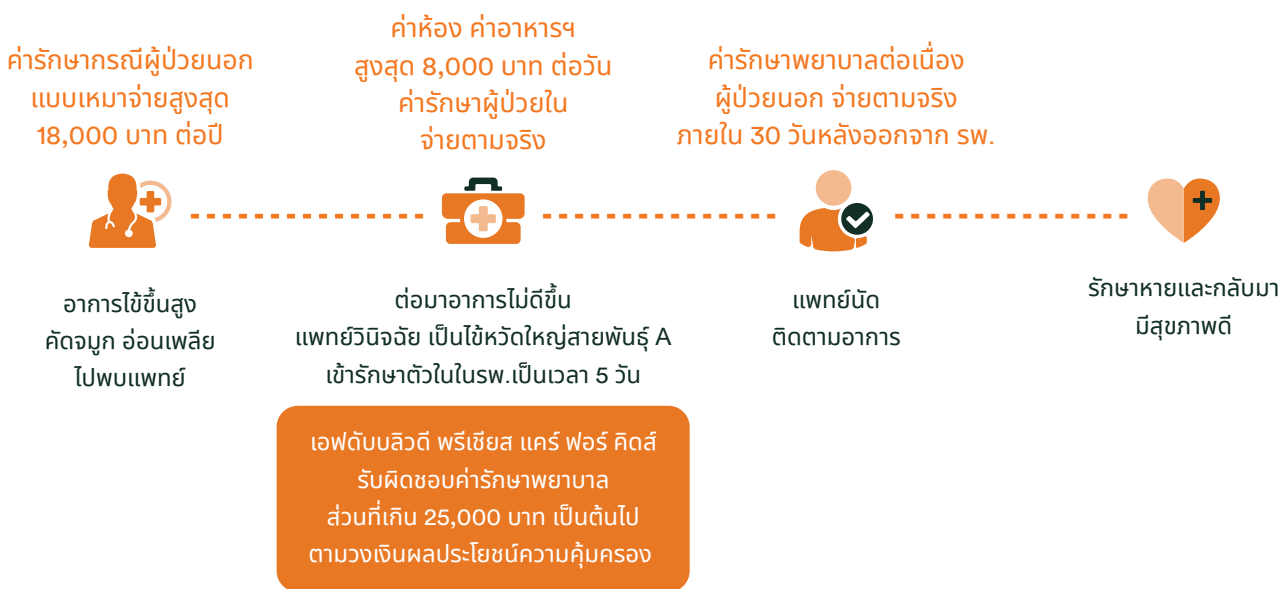 ค่ารักษากรณีผู้ป่วยนอก
แบบเหมาจ่ายสูงสุด
18,000 บาท ต่อปี
ค่าห้อง ค่าอาหารฯ
สูงสุด 8,000 บาท ต่อวัน
ค่ารักษาผู้ป่วยใน
จ่ายตามจริง
ค่ารักษาพยาบาลต่อเนื่อง
ผู้ป่วยนอก จ่ายตามจริง
ภายใน 30 วันหลังออกจาก รพ.
อาการไข้ขึ้นสูง
คัดจมูก อ่อนเพลีย
ไปพบแพทย์
ต่อมาอาการไม่ดีขึ้น
แพทย์วินิจฉัย เป็นไข้หวัดใหญ่สายพันธุ์ A
เข้ารักษาตัวในในรพ.เป็นเวลา 5 วัน
เอฟดับบลิวดี พรีเชียส แคร์ ฟอร์ คิดส์
รับผิดชอบค่ารักษาพยาบาล
ส่วนที่เกิน 25,000 บาท เป็นต้นไป
ตามวงเงินผลประโยชน์ความคุ้มครอง
แพทย์นัด
ติดตามอาการ
รักษาหายและกลับมา
มีสุขภาพดี